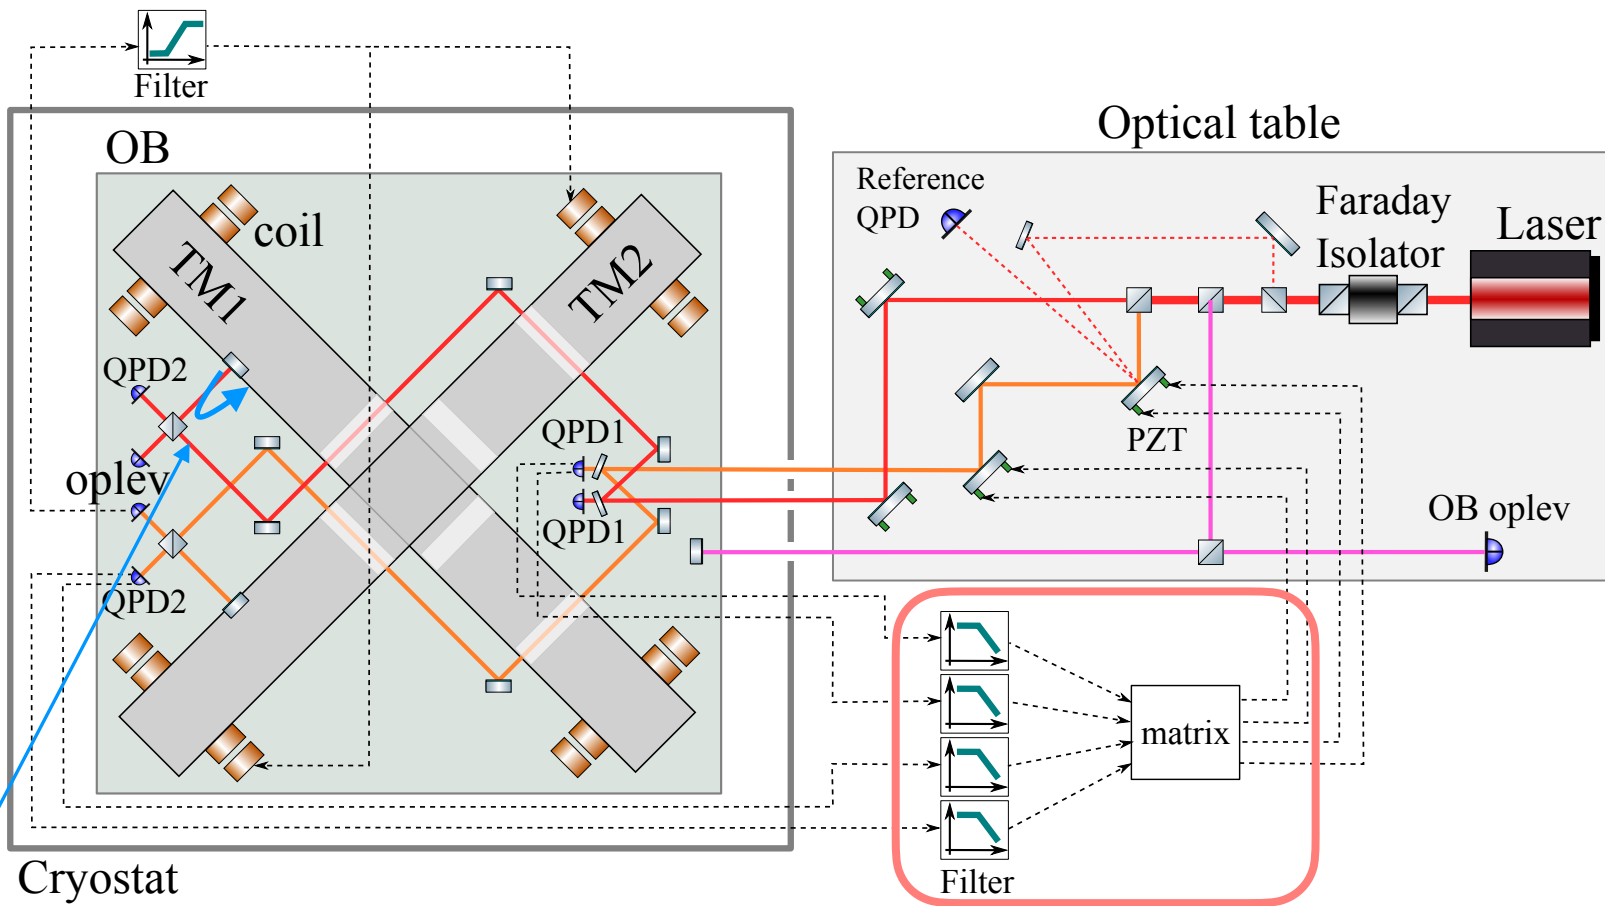 Filter
OB
Optical table
Reference
QPD
Faraday
Isolator
Laser
coil
TM1
TM2
QPD2
QPD1
PZT
oplev
QPD1
OB oplev
QPD2
matrix
Cryostat
Filter